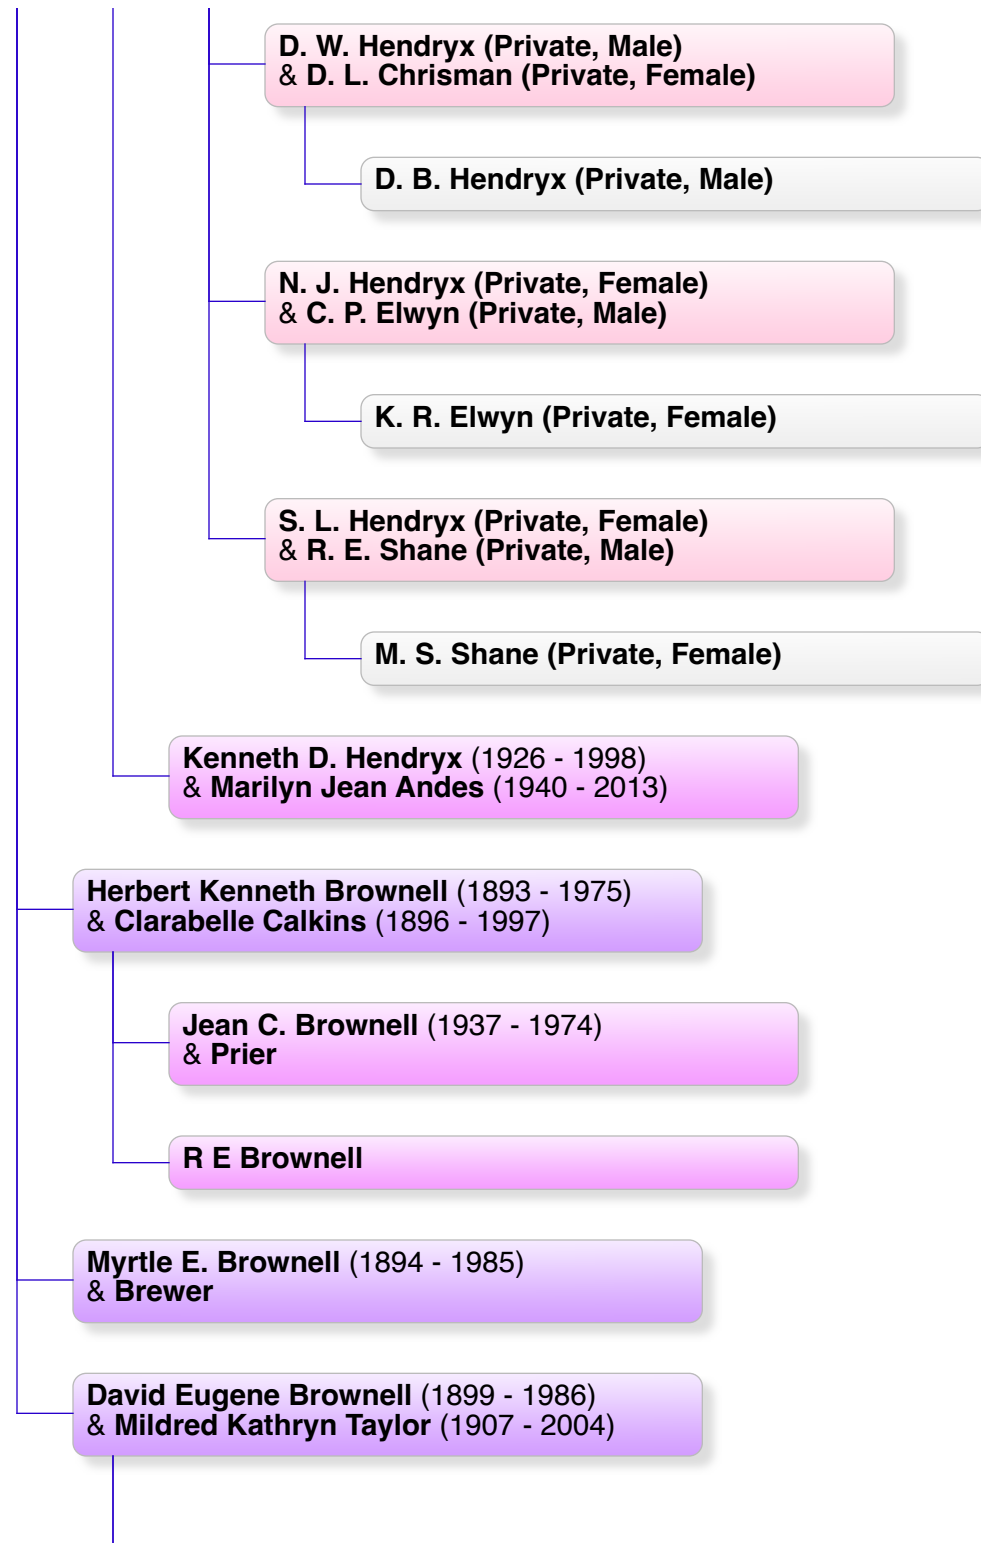 D. W. Hendryx (Private, Male)
& D. L. Chrisman (Private, Female)
D. B. Hendryx (Private, Male)
N. J. Hendryx (Private, Female)
& C. P. Elwyn (Private, Male)
K. R. Elwyn (Private, Female)
S. L. Hendryx (Private, Female)
& R. E. Shane (Private, Male)
M. S. Shane (Private, Female)
Kenneth D. Hendryx (1926 - 1998)
& Marilyn Jean Andes (1940 - 2013)
Herbert Kenneth Brownell (1893 - 1975)
& Clarabelle Calkins (1896 - 1997)
Jean C. Brownell (1937 - 1974)
& Prier
R E Brownell
Myrtle E. Brownell (1894 - 1985)
& Brewer
David Eugene Brownell (1899 - 1986)
& Mildred Kathryn Taylor (1907 - 2004)